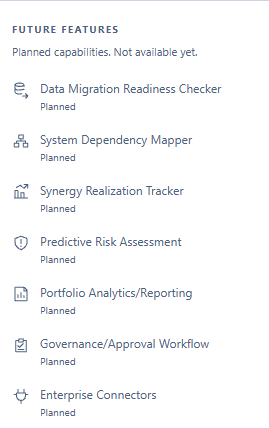 FUTURE FEATURES
Planned capabilities. Not available yet.
Data Migration Readiness Checker
Planned
System Dependency Mapper
Planned
Synergy Realization Tracker
Planned
Predictive Risk Assessment
Planned
Portfolio Analytics/Reporting
Planned
Governance/Approval Workflow
Planned
Enterprise Connectors
Planned